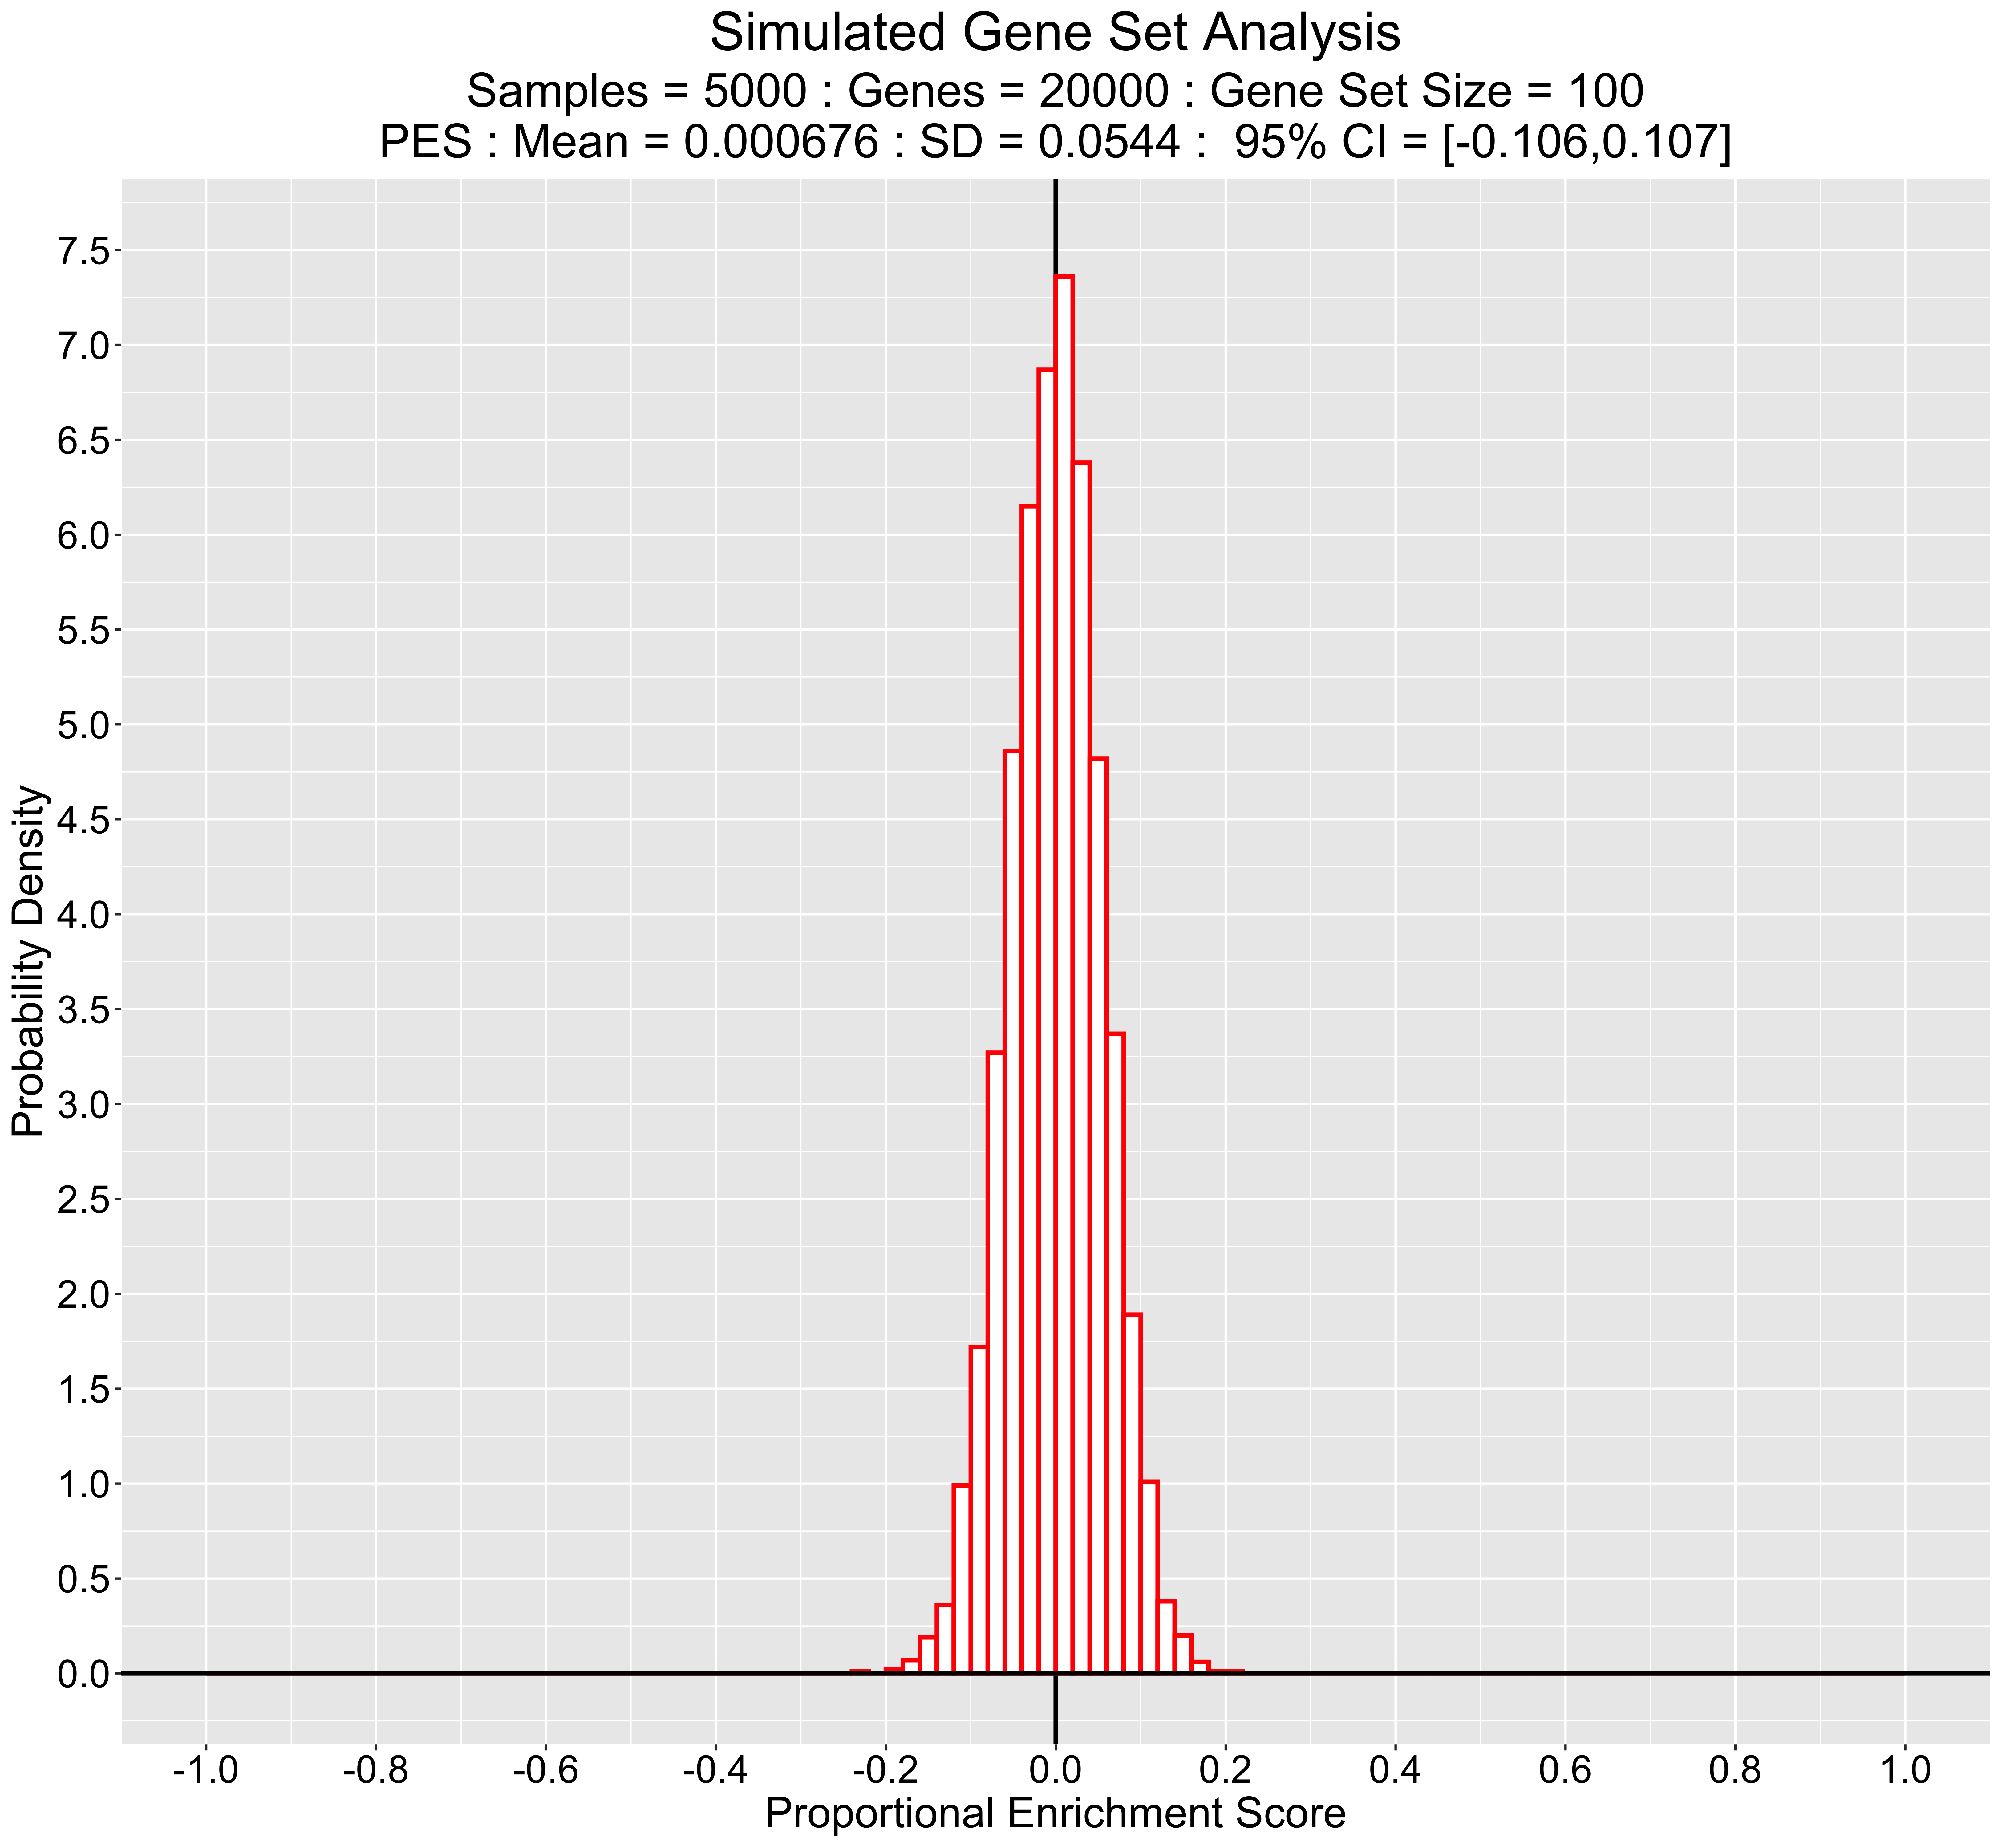 Simulated Gene Set Analysis
Samples = 5000 : Genes = 20000 : Gene Set Size = 100
PES : Mean = 0.000676 : SD = 0.0544 :  95% CI = [-0.106,0.107]
7.5
7.0
6.5
6.0
5.5
5.0
4.5
4.0
3.5
3.0
2.5
2.0
1.5
1.0
0.5
0.0
Probability Density
-1.0 -0.8 -0.6 -0.4 -0.2 0.0 0.2 0.4 0.6 0.8 1.0
Proportional Enrichment Score